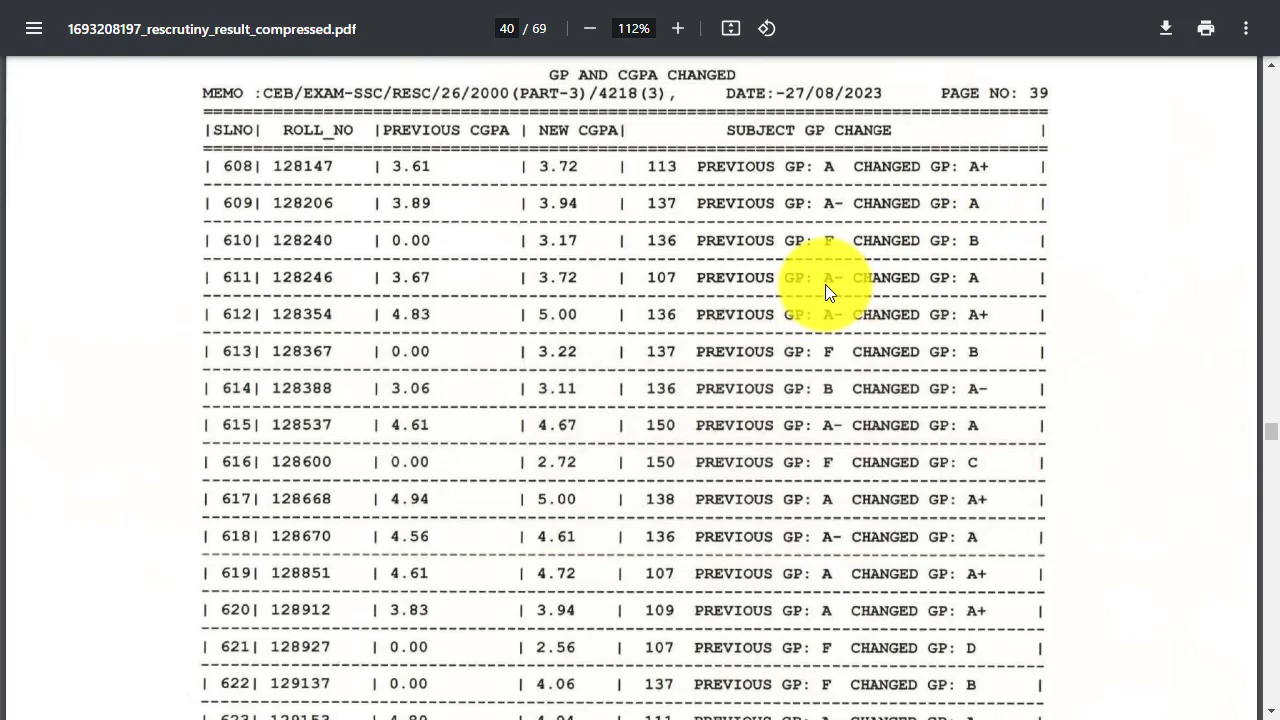 1693208197_rescrutiny_result_compressed.pdf 40 / 69 112%
GP AND CGPA CHANGED
MEMO :CEB/EXAM-SSC/RESC/26/2000(PART-3)/4218(3), DATE:-27/08/2023 PAGE NO: 39
|SLNO| ROLL_NO |PREVIOUS CGPA | NEW CGPA| SUBJECT GP CHANGE |
| 608| 128147 | 3.61 | 3.72 | 113 PREVIOUS GP: A CHANGED GP: A+ |
| 609| 128206 | 3.89 | 3.94 | 137 PREVIOUS GP: A- CHANGED GP: A |
| 610| 128240 | 0.00 | 3.17 | 136 PREVIOUS GP: F CHANGED GP: B |
| 611| 128246 | 3.67 | 3.72 | 107 PREVIOUS GP: A- CHANGED GP: A |
| 612| 128354 | 4.83 | 5.00 | 136 PREVIOUS GP: A- CHANGED GP: A+ |
| 613| 128367 | 0.00 | 3.22 | 137 PREVIOUS GP: F CHANGED GP: B |
| 614| 128388 | 3.06 | 3.11 | 136 PREVIOUS GP: B CHANGED GP: A- |
| 615| 128537 | 4.61 | 4.67 | 150 PREVIOUS GP: A- CHANGED GP: A |
| 616| 128600 | 0.00 | 2.72 | 150 PREVIOUS GP: F CHANGED GP: C |
| 617| 128668 | 4.94 | 5.00 | 138 PREVIOUS GP: A CHANGED GP: A+ |
| 618| 128670 | 4.56 | 4.61 | 136 PREVIOUS GP: A- CHANGED GP: A |
| 619| 128851 | 4.61 | 4.72 | 107 PREVIOUS GP: A CHANGED GP: A+ |
| 620| 128912 | 3.83 | 3.94 | 109 PREVIOUS GP: A CHANGED GP: A+ |
| 621| 128927 | 0.00 | 2.56 | 107 PREVIOUS GP: F CHANGED GP: D |
| 622| 129137 | 0.00 | 4.06 | 137 PREVIOUS GP: F CHANGED GP: B |